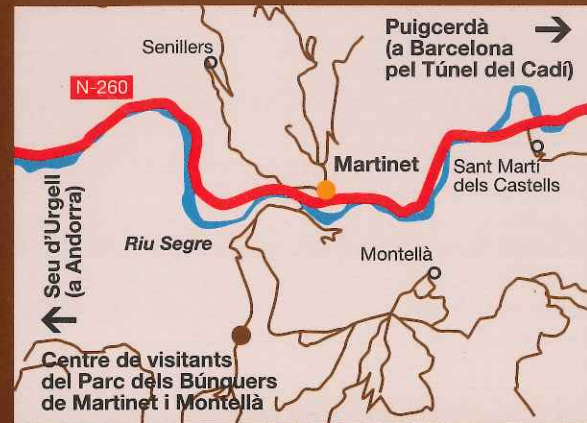 Puigcerdà
(a Barcelona
pel Túnel del Cadí)
Senillers
N-260
Martinet
Sant Martí
dels Castells
Riu Segre
Montellà
Seu d'Urgell
(a Andorra)
Centre de visitants
del Parc dels Búnquers
de Martinet i Montellà